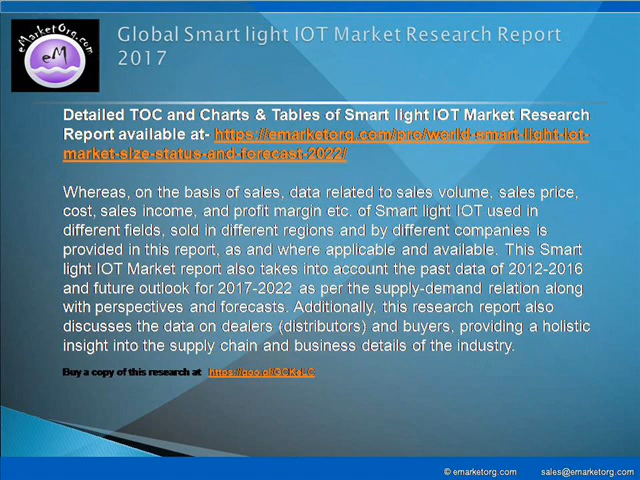 eMarketOrg.com
eM
Global Smart light IOT Market Research Report
2017
Detailed TOC and Charts & Tables of Smart light IOT Market Research
Report available at- https://emarketorg.com/pro/world-smart-light-iot-
market-size-status-and-forecast-2022/
Whereas, on the basis of sales, data related to sales volume, sales price,
cost, sales income, and profit margin etc. of Smart light IOT used in
different fields, sold in different regions and by different companies is
provided in this report, as and where applicable and available. This Smart
light IOT Market report also takes into account the past data of 2012-2016
and future outlook for 2017-2022 as per the supply-demand relation along
with perspectives and forecasts. Additionally, this research report also
discusses the data on dealers (distributors) and buyers, providing a holistic
insight into the supply chain and business details of the industry.
Buy a copy of this research at
© emarketorg.com sales@emarketorg.com